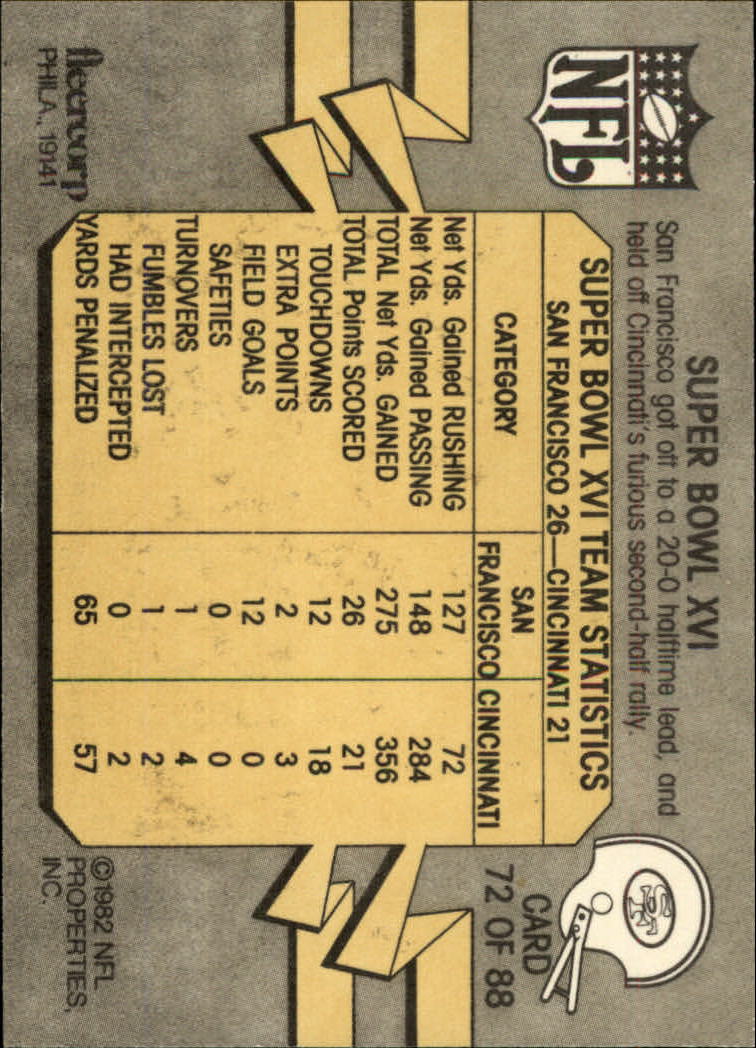 NFL
SUPER BOWL XVI
San Francisco got off to a 20-0 halftime lead, and
held off Cincinnati's furious second-half rally.
SF
CARD
72 OF 88
SUPER BOWL XVI TEAM STATISTICS
SAN FRANCISCO 26—CINCINNATI 21
CATEGORY SAN FRANCISCO CINCINNATI
Net Yds. Gained RUSHING 127 72
Net Yds. Gained PASSING 148 284
TOTAL Net Yds. GAINED 275 356
TOTAL Points SCORED 26 21
TOUCHDOWNS 12 18
EXTRA POINTS 2 3
FIELD GOALS 12 0
SAFETIES 0 0
TURNOVERS 1 4
FUMBLES LOST 1 2
HAD INTERCEPTED 0 2
YARDS PENALIZED 65 57
fleercorp
PHILA., 19141
©1982 NFL
PROPERTIES,
INC.